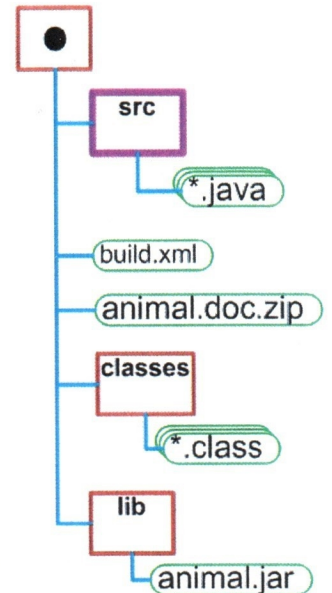 src
*.java
build.xml
animal.doc.zip
classes
*.class
lib
animal.jar